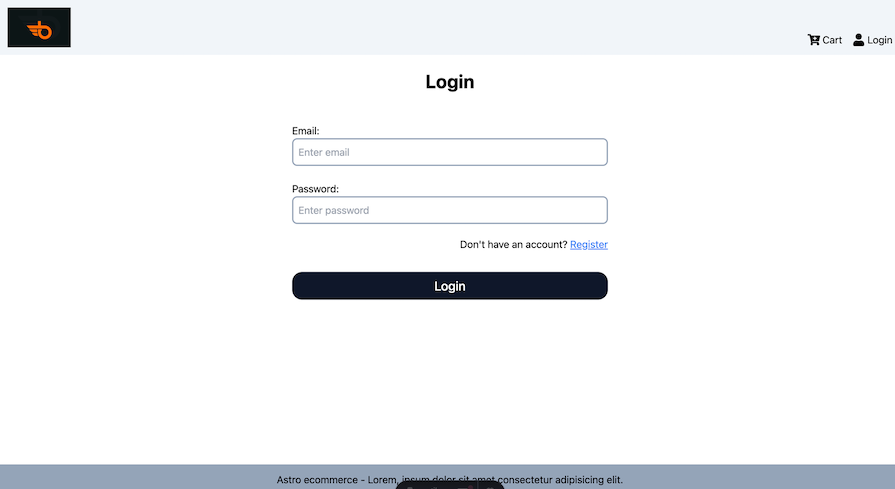 Cart Login
Login
Email:
Enter email
Password:
Enter password
Don't have an account? Register
Login
Astro ecommerce - Lorem, ipsum dolor sit amet consectetur adipisicing elit.